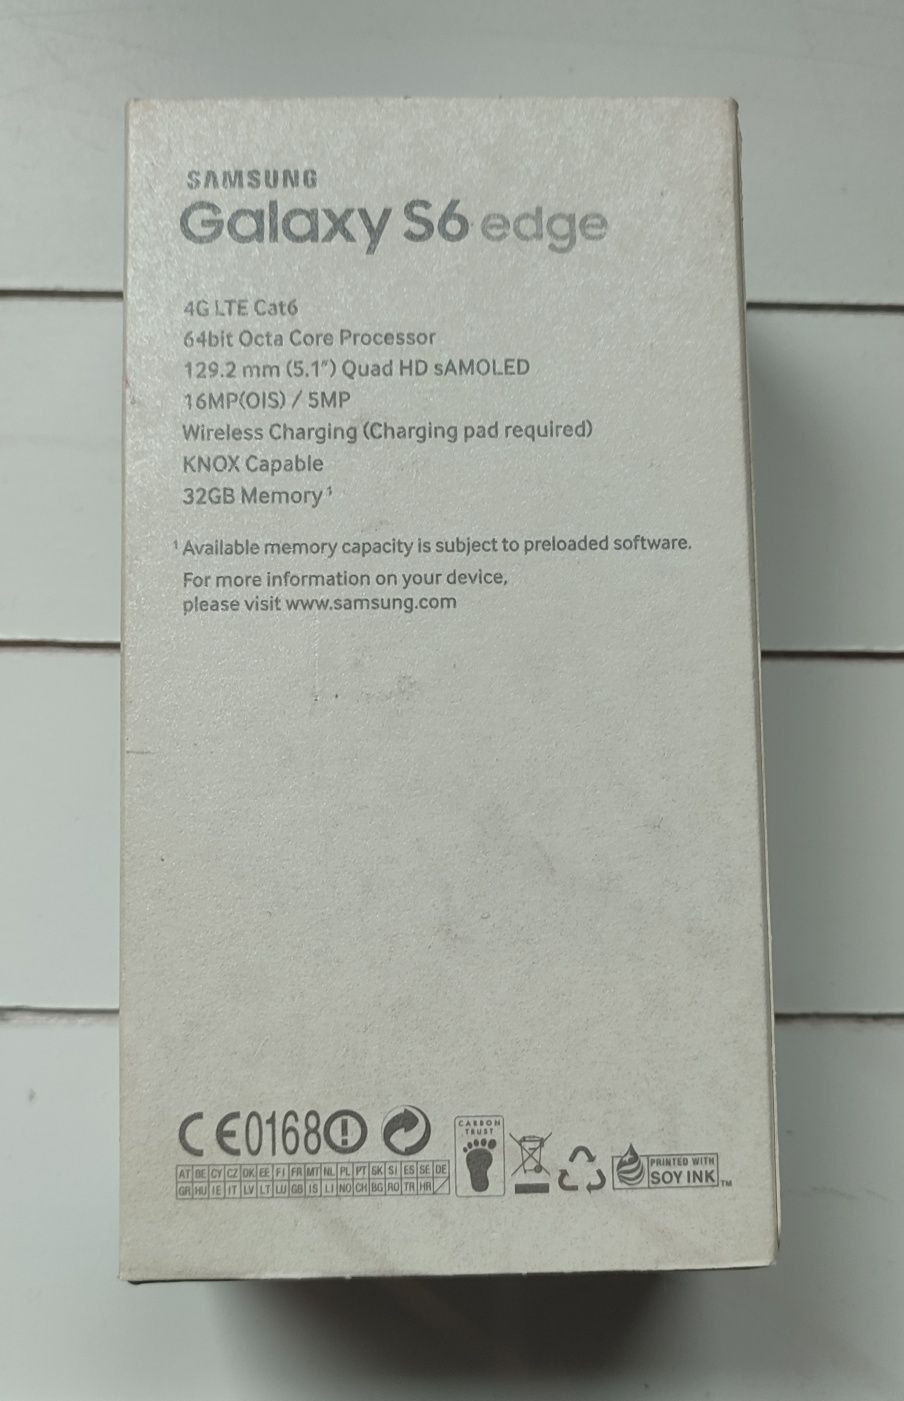 SAMSUNG
Galaxy S6 edge
4G LTE Cat6
64bit Octa Core Processor
129.2 mm (5.1") Quad HD sAMOLED
16MP(OIS) / 5MP
Wireless Charging (Charging pad required)
KNOX Capable
32GB Memory¹
¹ Available memory capacity is subject to preloaded software.
For more information on your device,
please visit www.samsung.com
CE0168
AT BE CY CZ DK EE FI FR MT NL PL PT SK SI ES SE DE
GR HU IE IT LV LT LU GB IS LI NO CH BG RO TR HR
CARBON
TRUST
PRINTED WITH
SOY INK™